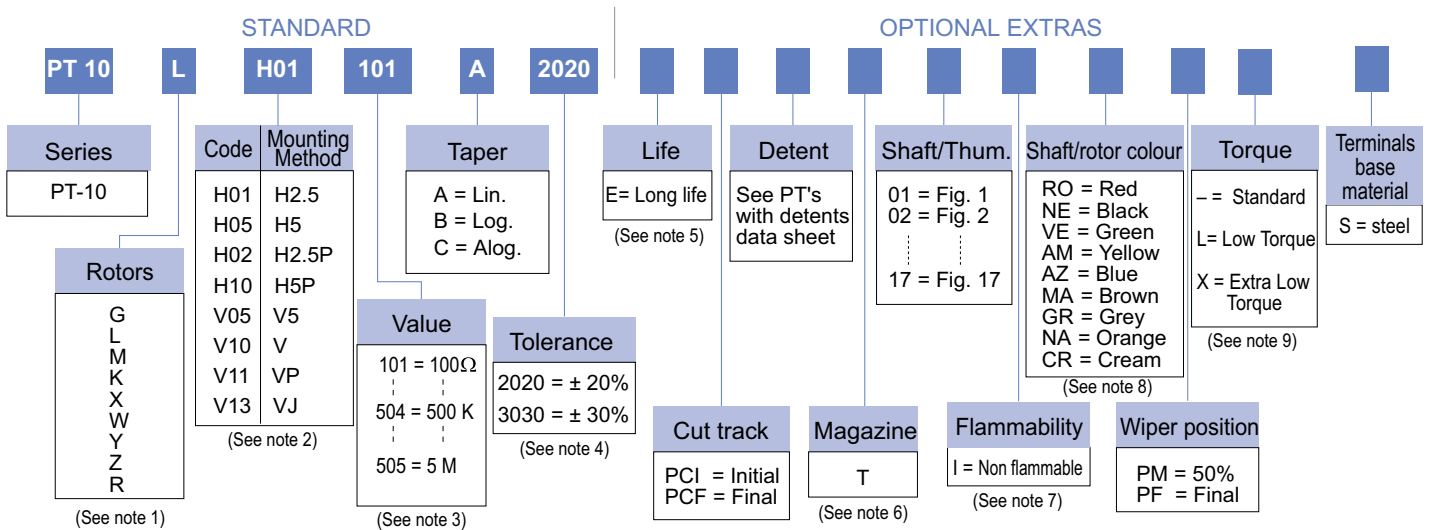 STANDARD
OPTIONAL EXTRAS
PT 10
L
H01
101
A
2020
Series
PT-10
Rotors
G
L
M
K
X
W
Y
Z
R
(See note 1)
Code Mounting Method
H01 H2.5
H05 H5
H02 H2.5P
H10 H5P
V05 V5
V10 V
V11 VP
V13 VJ
(See note 2)
Value
101 = 100Ω
504 = 500 K
505 = 5 M
(See note 3)
Taper
A = Lin.
B = Log.
C = Alog.
Tolerance
2020 = ± 20%
3030 = ± 30%
(See note 4)
Life
E= Long life
(See note 5)
Cut track
PCI = Initial
PCF = Final
Detent
See PT's
with detents
data sheet
Magazine
T
(See note 6)
Shaft/Thum.
01 = Fig. 1
02 = Fig. 2
17 = Fig. 17
Flammability
I = Non flammable
(See note 7)
Shaft/rotor colour
RO = Red
NE = Black
VE = Green
AM = Yellow
AZ = Blue
MA = Brown
GR = Grey
NA = Orange
CR = Cream
(See note 8)
Wiper position
PM = 50%
PF = Final
Torque
– = Standard
L= Low Torque
X = Extra Low
Torque
(See note 9)
Terminals
base
material
S = steel